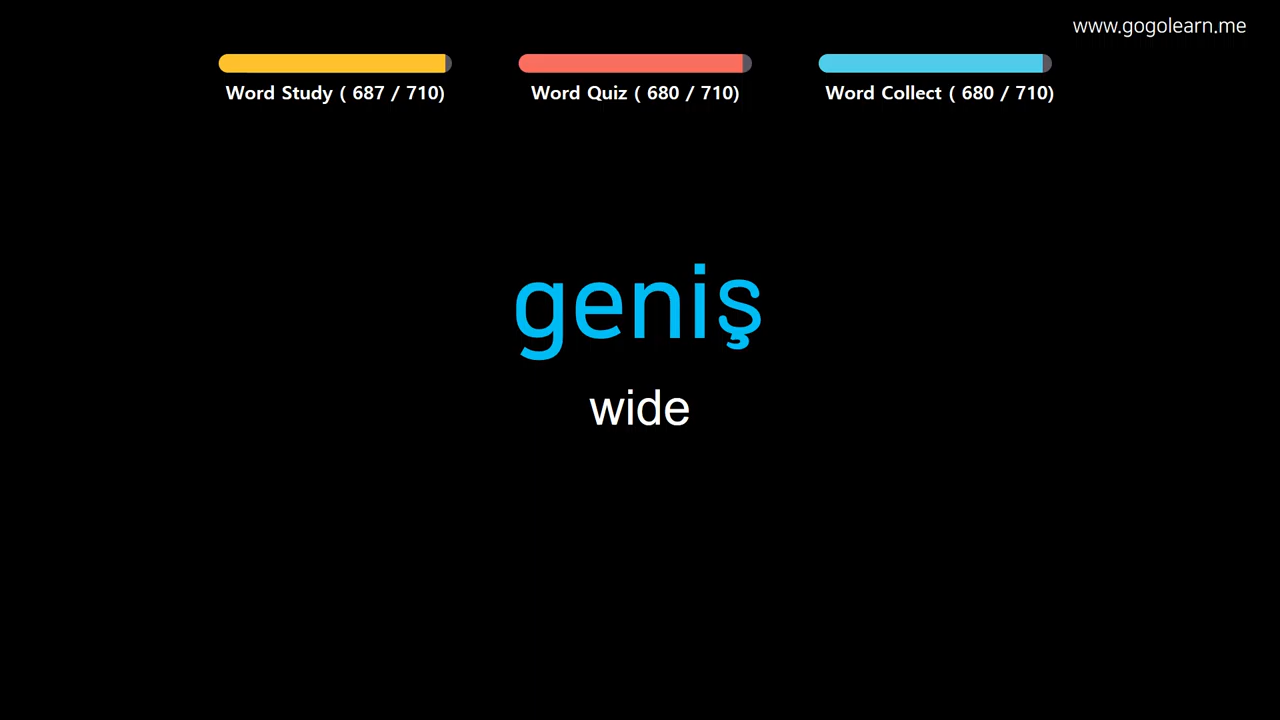 www.gogolearn.me
Word Study ( 687 / 710)
Word Quiz ( 680 / 710)
Word Collect ( 680 / 710)
geniş
wide